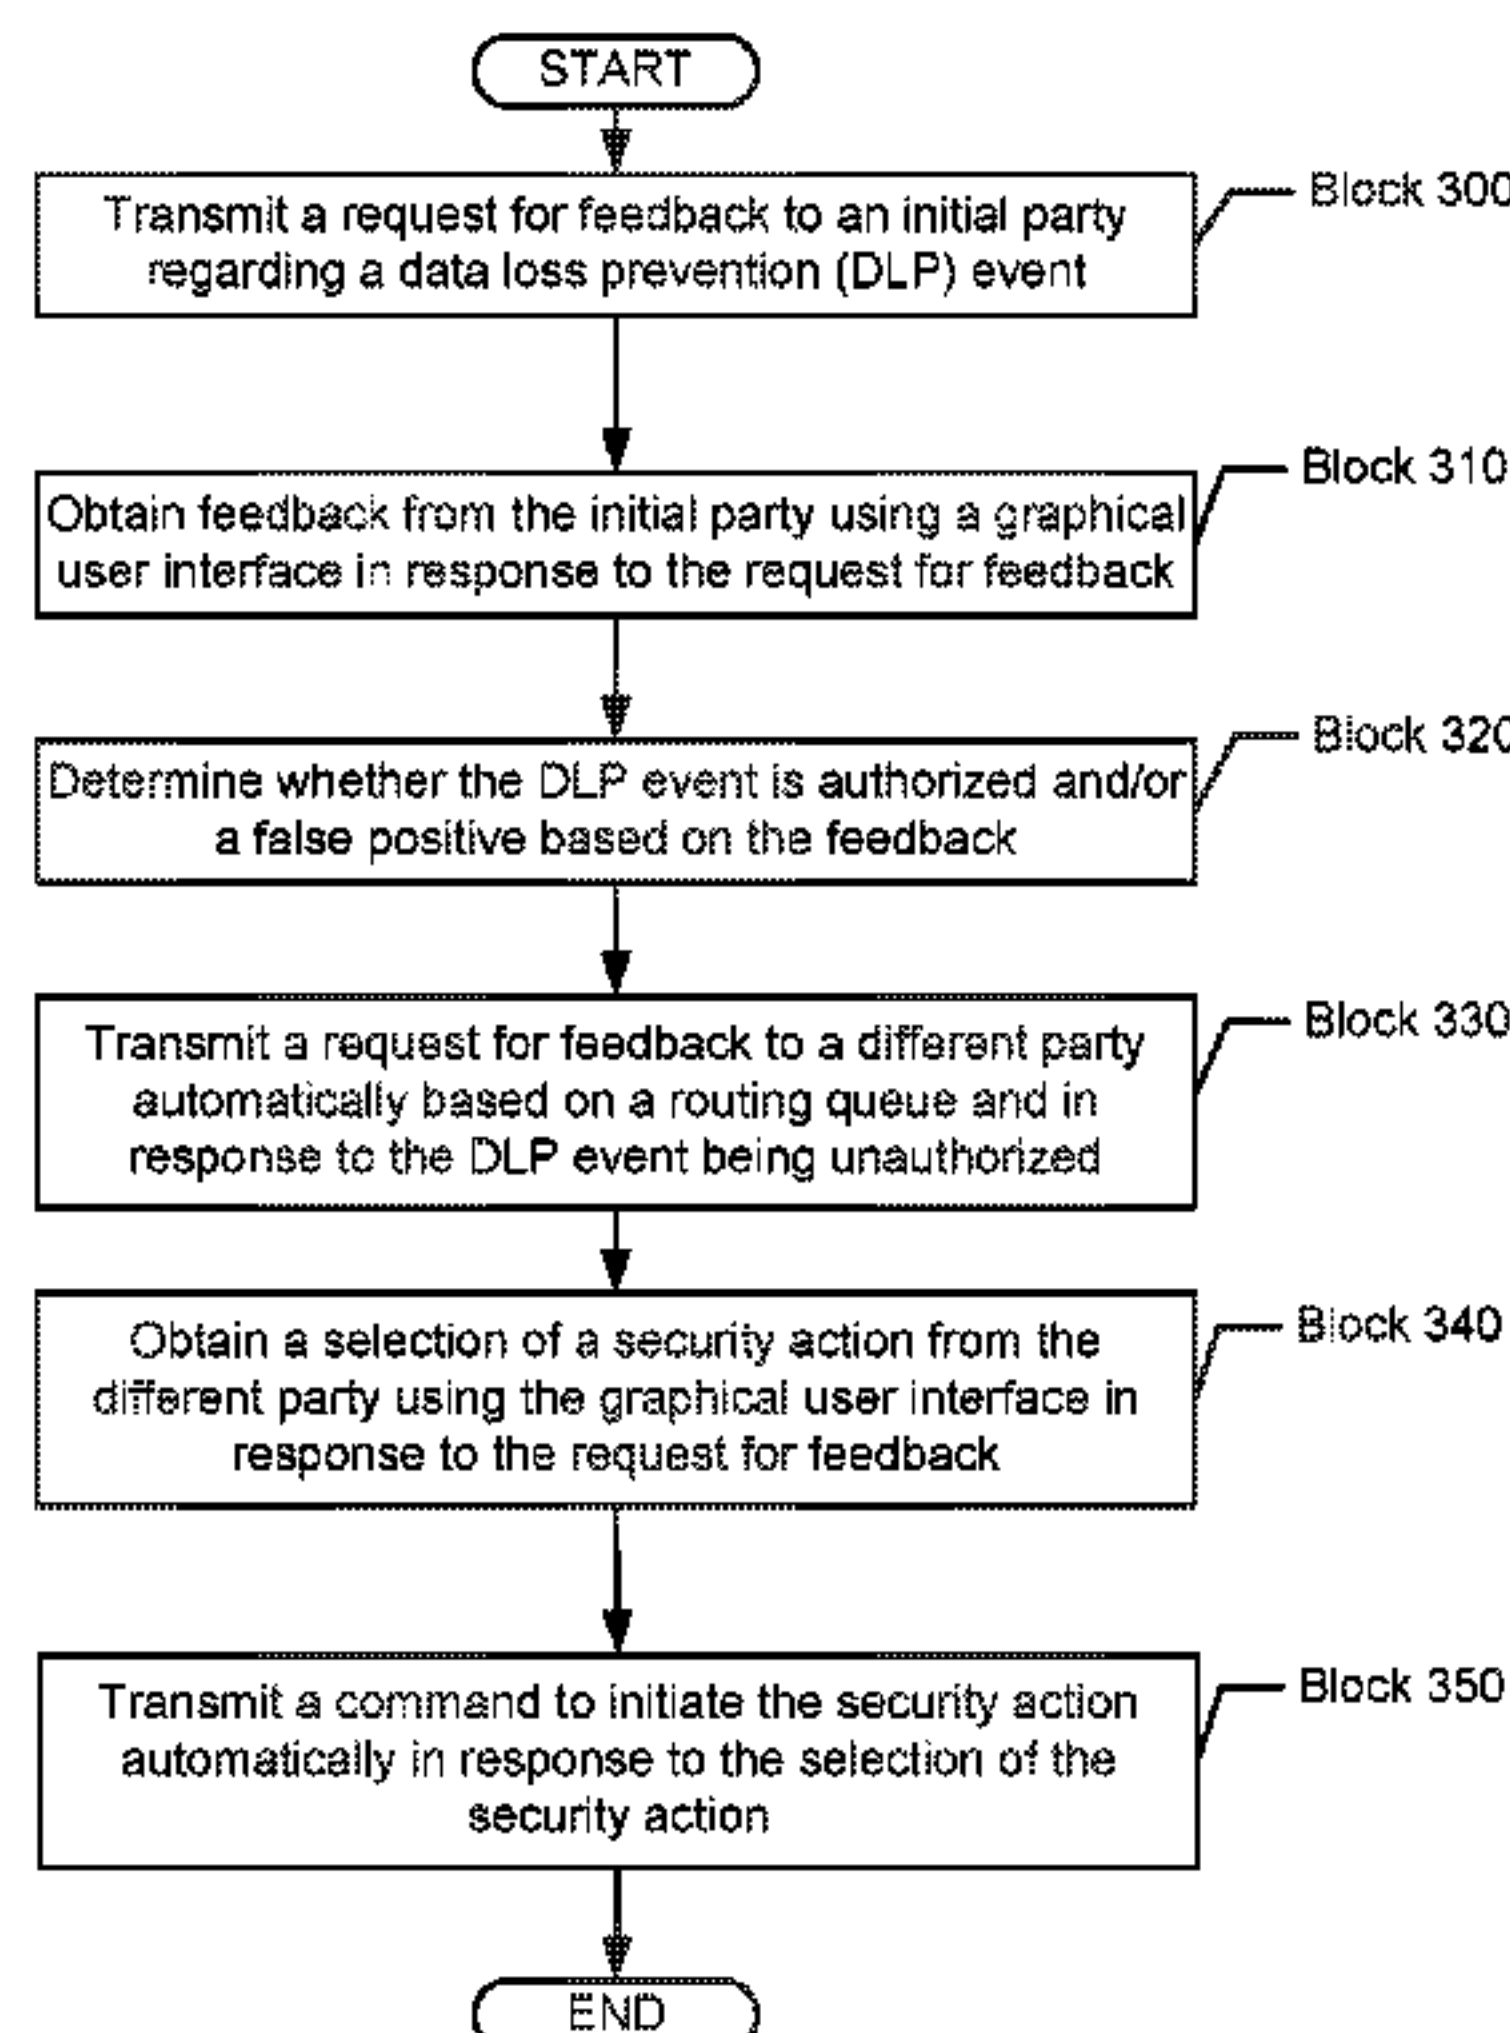 START
Transmit a request for feedback to an initial party
regarding a data loss prevention (DLP) event
Block 300
Obtain feedback from the initial party using a graphical
user interface in response to the request for feedback
Block 310
Determine whether the DLP event is authorized and/or
a false positive based on the feedback
Block 320
Transmit a request for feedback to a different party
automatically based on a routing queue and in
response to the DLP event being unauthorized
Block 330
Obtain a selection of a security action from the
different party using the graphical user interface in
response to the request for feedback
Block 340
Transmit a command to initiate the security action
automatically in response to the selection of the
security action
Block 350
END